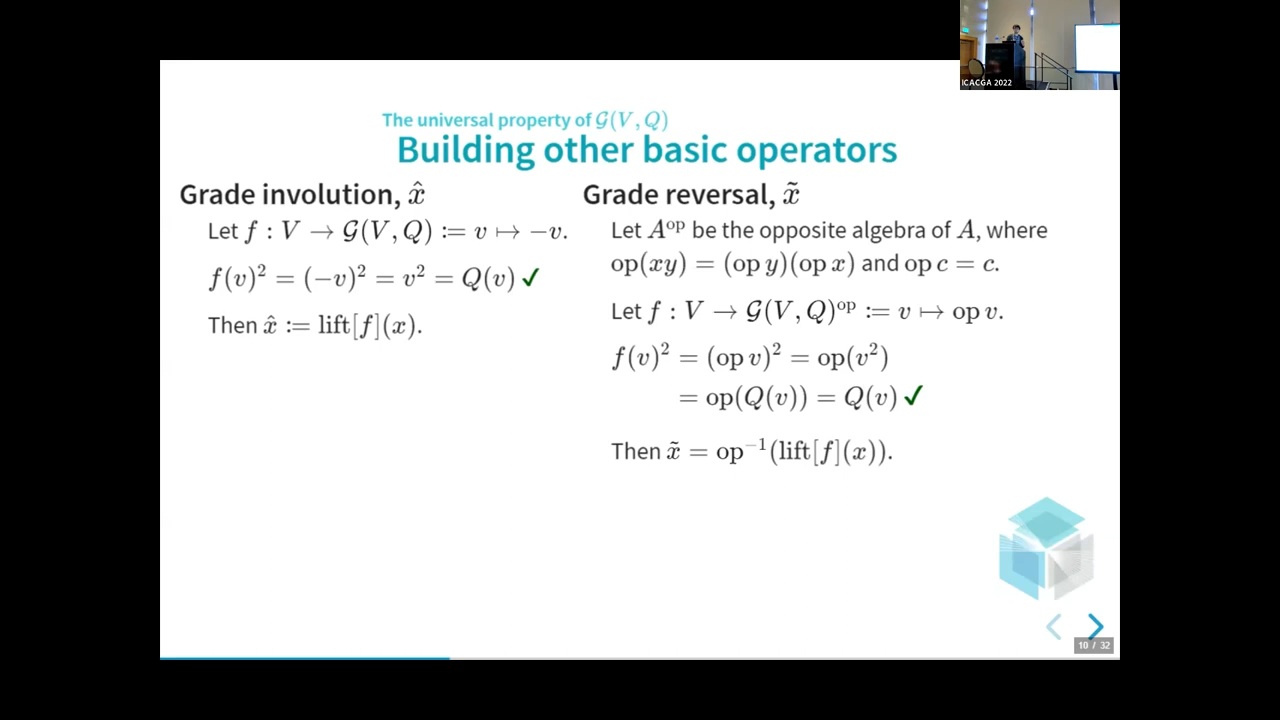 ICACGA 2022
The universal property of 𝒢(V, Q)
Building other basic operators
Grade involution, x̂
Let f : V → 𝒢(V, Q) := v ↦ −v.
f(v)² = (−v)² = v² = Q(v) ✓
Then x̂ := lift[f](x).
Grade reversal, x̃
Let Aᵒᵖ be the opposite algebra of A, where
op(xy) = (op y)(op x) and op c = c.
Let f : V → 𝒢(V, Q)ᵒᵖ := v ↦ op v.
f(v)² = (op v)² = op(v²)
= op(Q(v)) = Q(v) ✓
Then x̃ = op⁻¹(lift[f](x)).
10 / 32